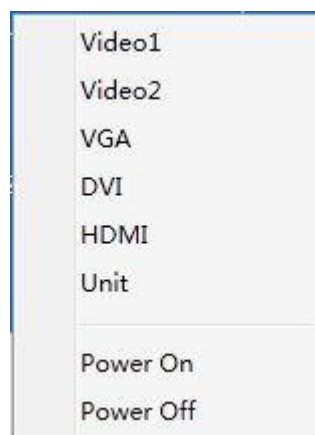 Video1
Video2
VGA
DVI
HDMI
Unit
Power On
Power Off